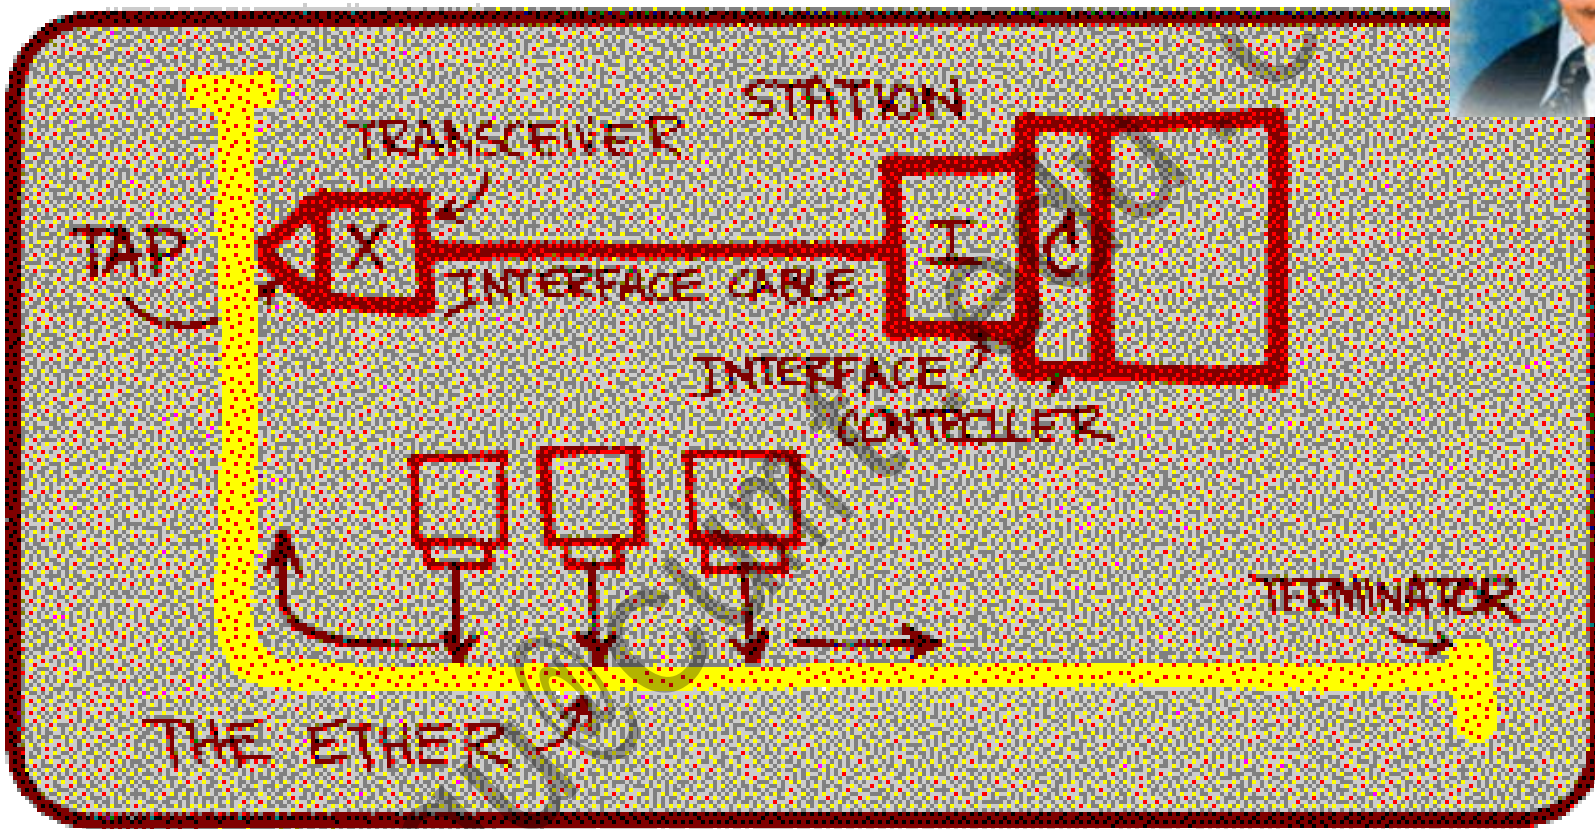 STATION
TRANSCEIVER
TAP
X
I
C
INTERFACE CABLE
INTERFACE
CONTROLLER
TERMINATOR
THE ETHER